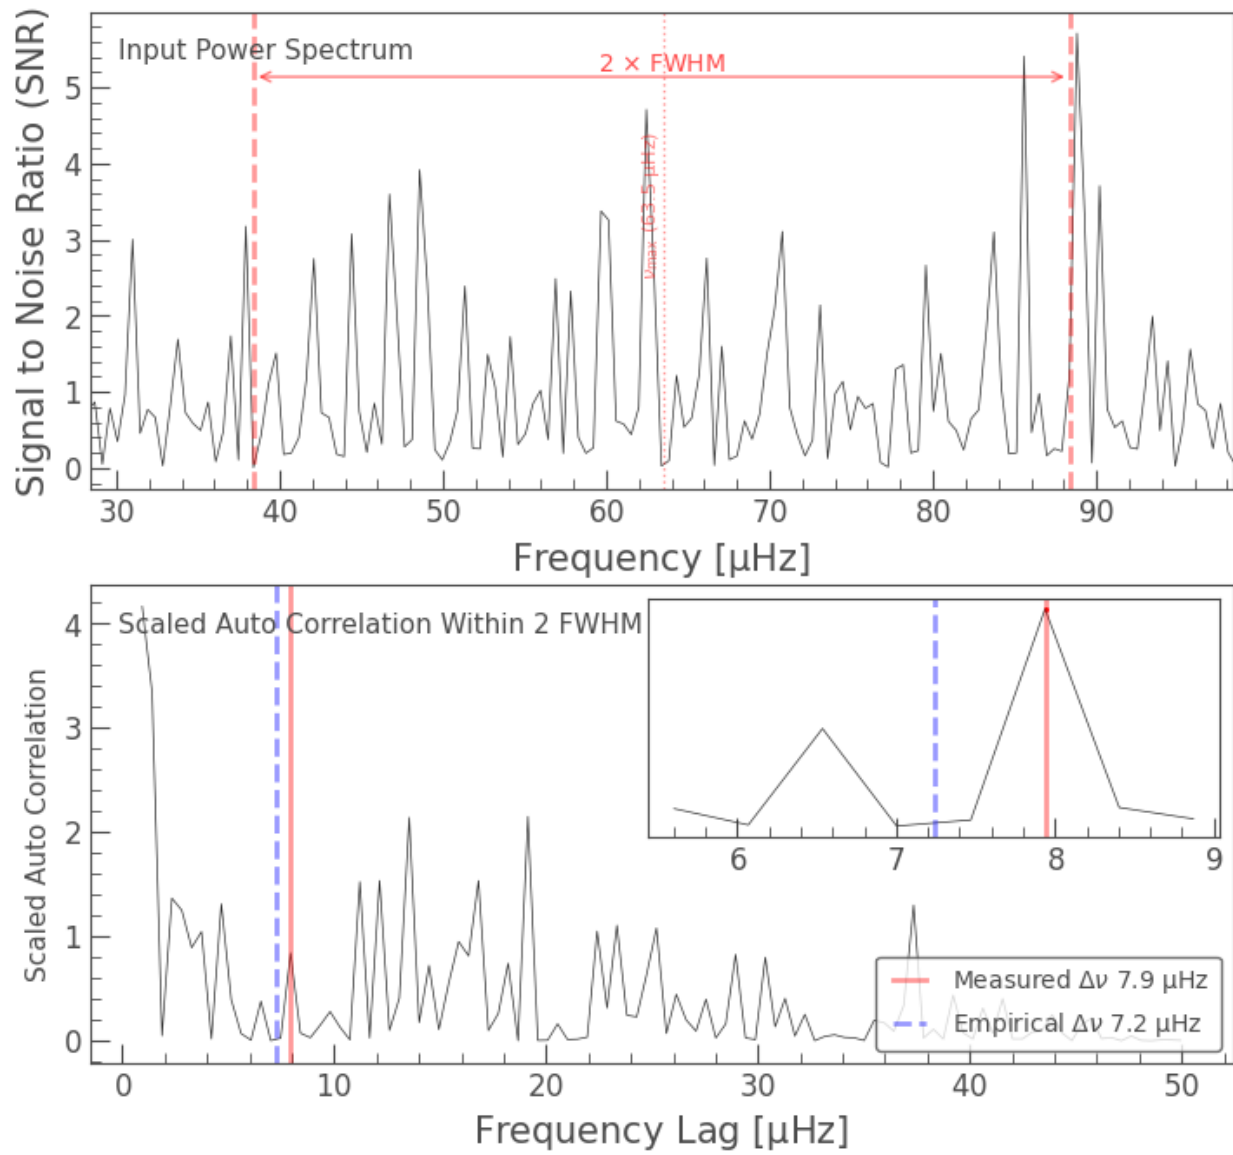 Input Power Spectrum
2 × FWHM
ν_max (63.5 μHz)
Signal to Noise Ratio (SNR)
5
4
3
2
1
0
30 40 50 60 70 80 90
Frequency [μHz]
Scaled Auto Correlation Within 2 FWHM
Scaled Auto Correlation
4
3
2
1
0
6 7 8 9
Measured Δν 7.9 μHz
Empirical Δν 7.2 μHz
0 10 20 30 40 50
Frequency Lag [μHz]